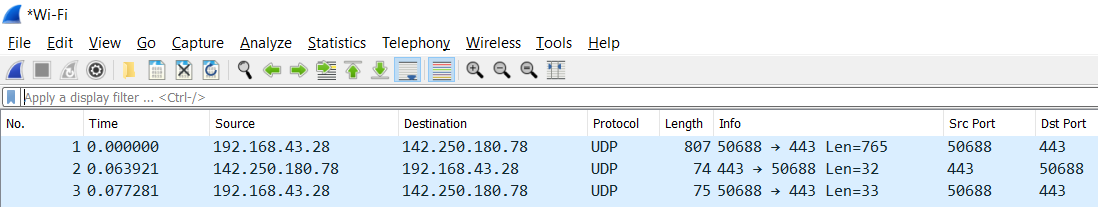 *Wi-Fi
File Edit View Go Capture Analyze Statistics Telephony Wireless Tools Help
Apply a display filter ... <Ctrl-/>
No. Time Source Destination Protocol Length Info Src Port Dst Port
1 0.000000 192.168.43.28 142.250.180.78 UDP 807 50688 → 443 Len=765 50688 443
2 0.063921 142.250.180.78 192.168.43.28 UDP 74 443 → 50688 Len=32 443 50688
3 0.077281 192.168.43.28 142.250.180.78 UDP 75 50688 → 443 Len=33 50688 443